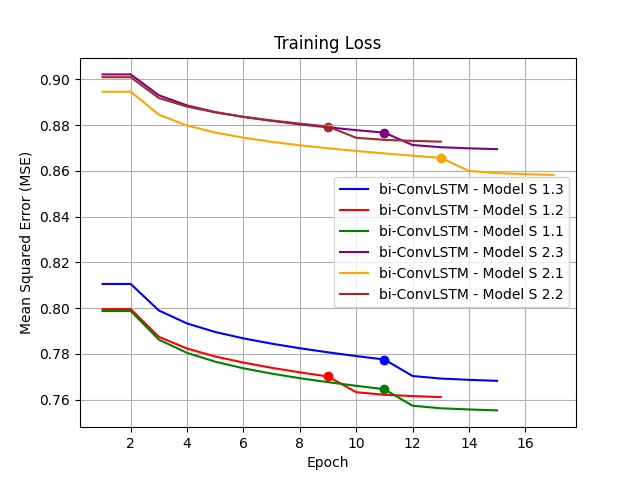 Training Loss
Mean Squared Error (MSE)
0.90
0.88
0.86
0.84
0.82
0.80
0.78
0.76
bi-ConvLSTM - Model S 1.3
bi-ConvLSTM - Model S 1.2
bi-ConvLSTM - Model S 1.1
bi-ConvLSTM - Model S 2.3
bi-ConvLSTM - Model S 2.1
bi-ConvLSTM - Model S 2.2
2 4 6 8 10 12 14 16
Epoch